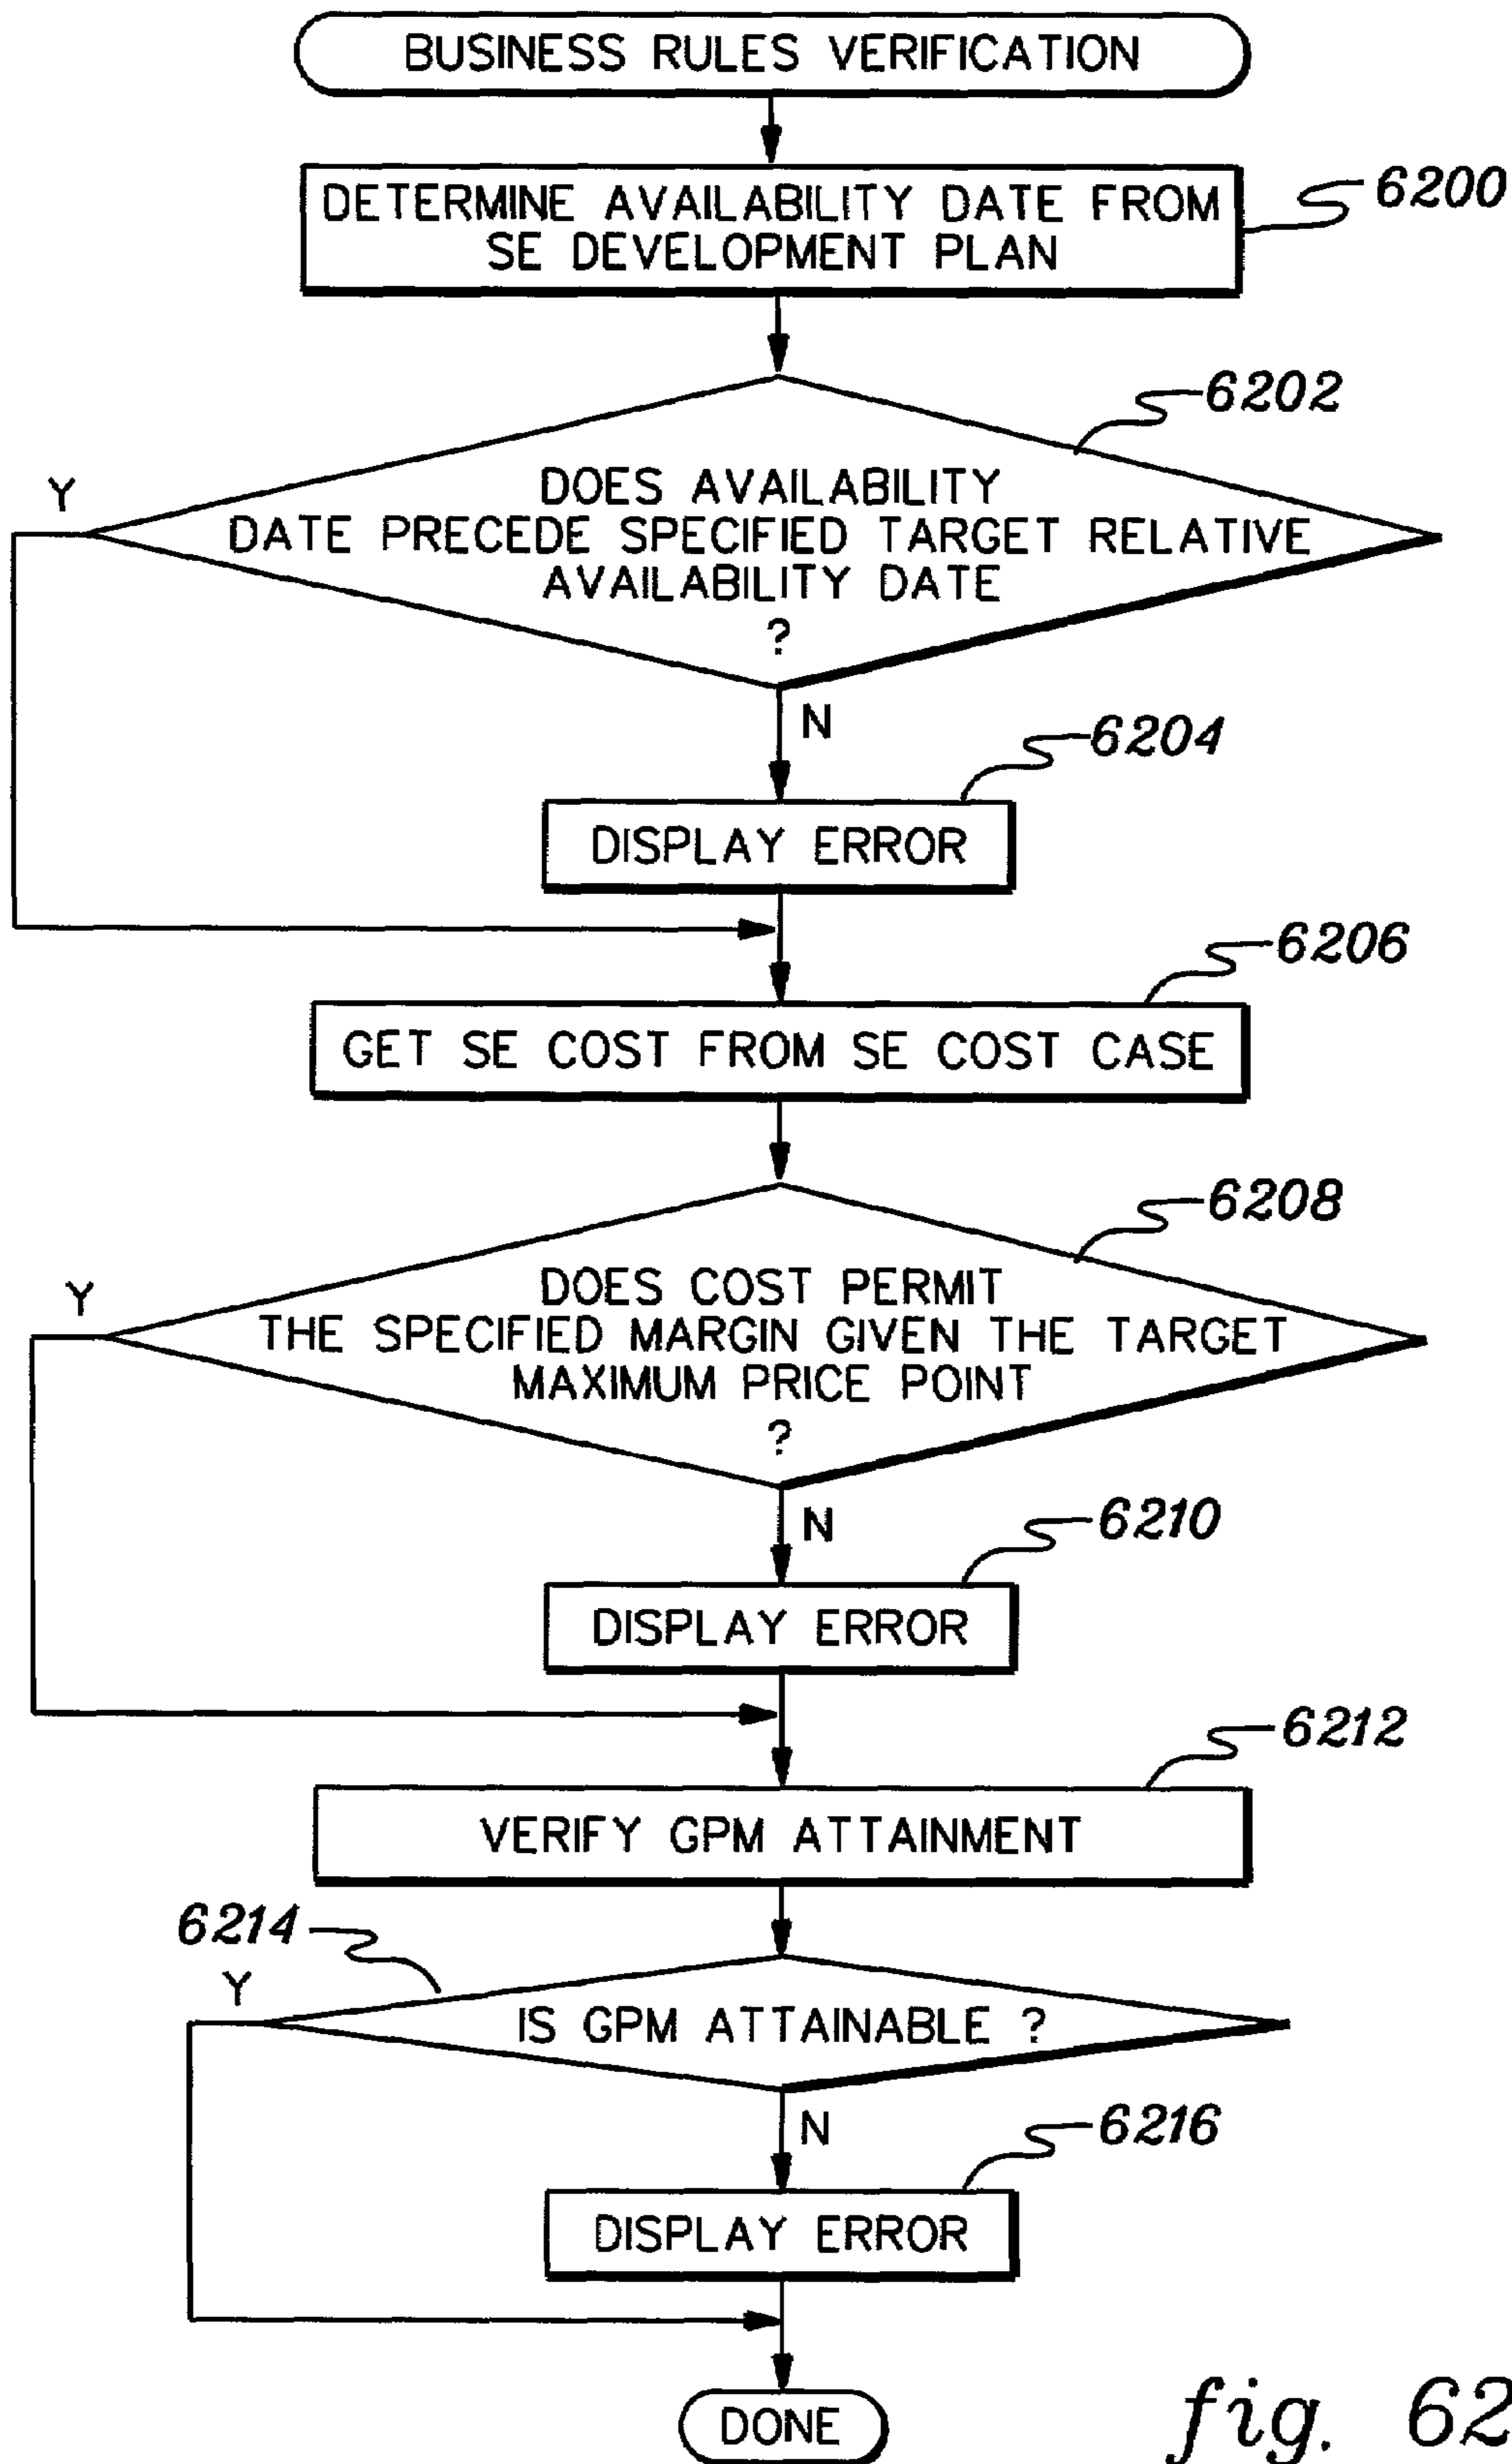 BUSINESS RULES VERIFICATION
DETERMINE AVAILABILITY DATE FROM
SE DEVELOPMENT PLAN
6200
6202
DOES AVAILABILITY
DATE PRECEDE SPECIFIED TARGET RELATIVE
AVAILABILITY DATE
?
Y
N
6204
DISPLAY ERROR
6206
GET SE COST FROM SE COST CASE
6208
DOES COST PERMIT
THE SPECIFIED MARGIN GIVEN THE TARGET
MAXIMUM PRICE POINT
?
Y
N
6210
DISPLAY ERROR
6212
VERIFY GPM ATTAINMENT
6214
Y
IS GPM ATTAINABLE ?
N
6216
DISPLAY ERROR
DONE
fig. 62